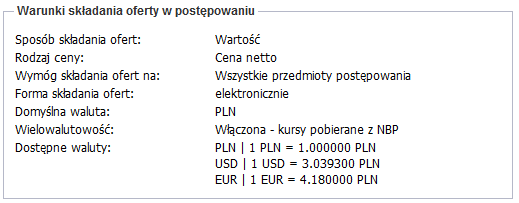 Warunki składania oferty w postępowaniu
Sposób składania ofert: Wartość
Rodzaj ceny: Cena netto
Wymóg składania ofert na: Wszystkie przedmioty postępowania
Forma składania ofert: elektronicznie
Domyślna waluta: PLN
Wielowalutowość: Włączona - kursy pobierane z NBP
Dostępne waluty: PLN | 1 PLN = 1.000000 PLN
USD | 1 USD = 3.039300 PLN
EUR | 1 EUR = 4.180000 PLN